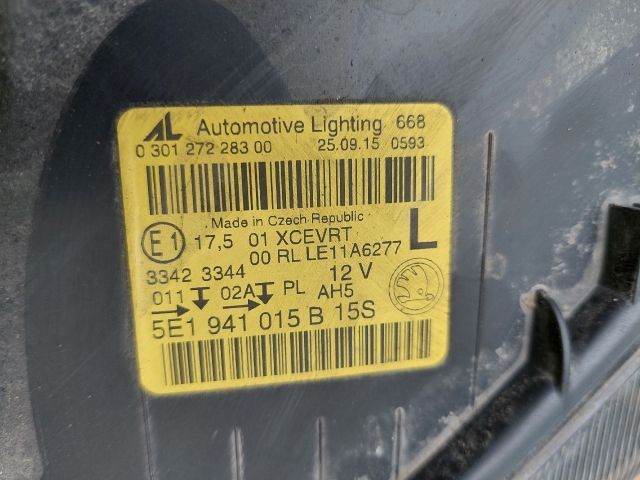 AL Automotive Lighting 668
0 301 272 283 00 25.09.15 0593
Made in Czech Republic
E1 17,5 01 XCEVRT L
00 RL LE11A6277
3342 3344 12 V
011 02A PL AH5
5E1 941 015 B 15S